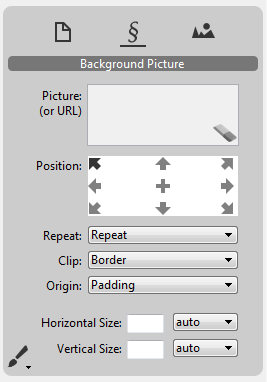 §
Background Picture
Picture:
(or URL)
Position:
Repeat: Repeat
Clip: Border
Origin: Padding
Horizontal Size: auto
Vertical Size: auto